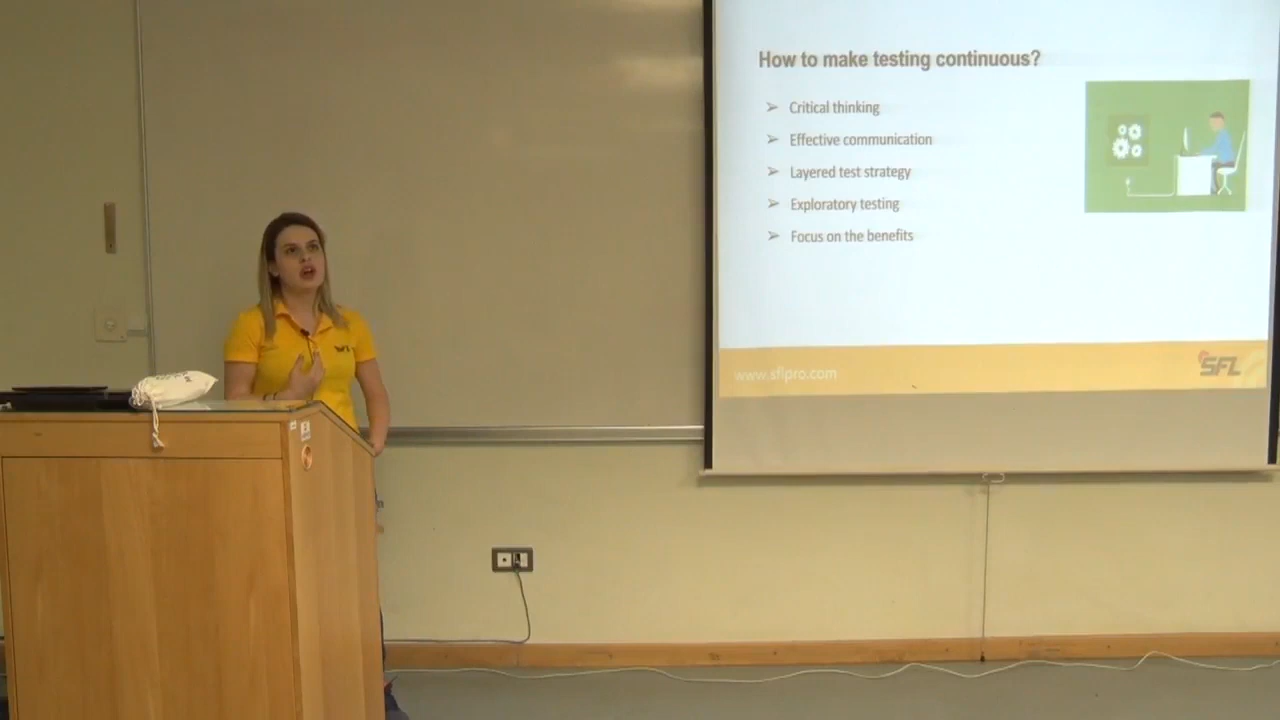 How to make testing continuous?
➢ Critical thinking
➢ Effective communication
➢ Layered test strategy
➢ Exploratory testing
➢ Focus on the benefits
www.sflpro.com
SFL